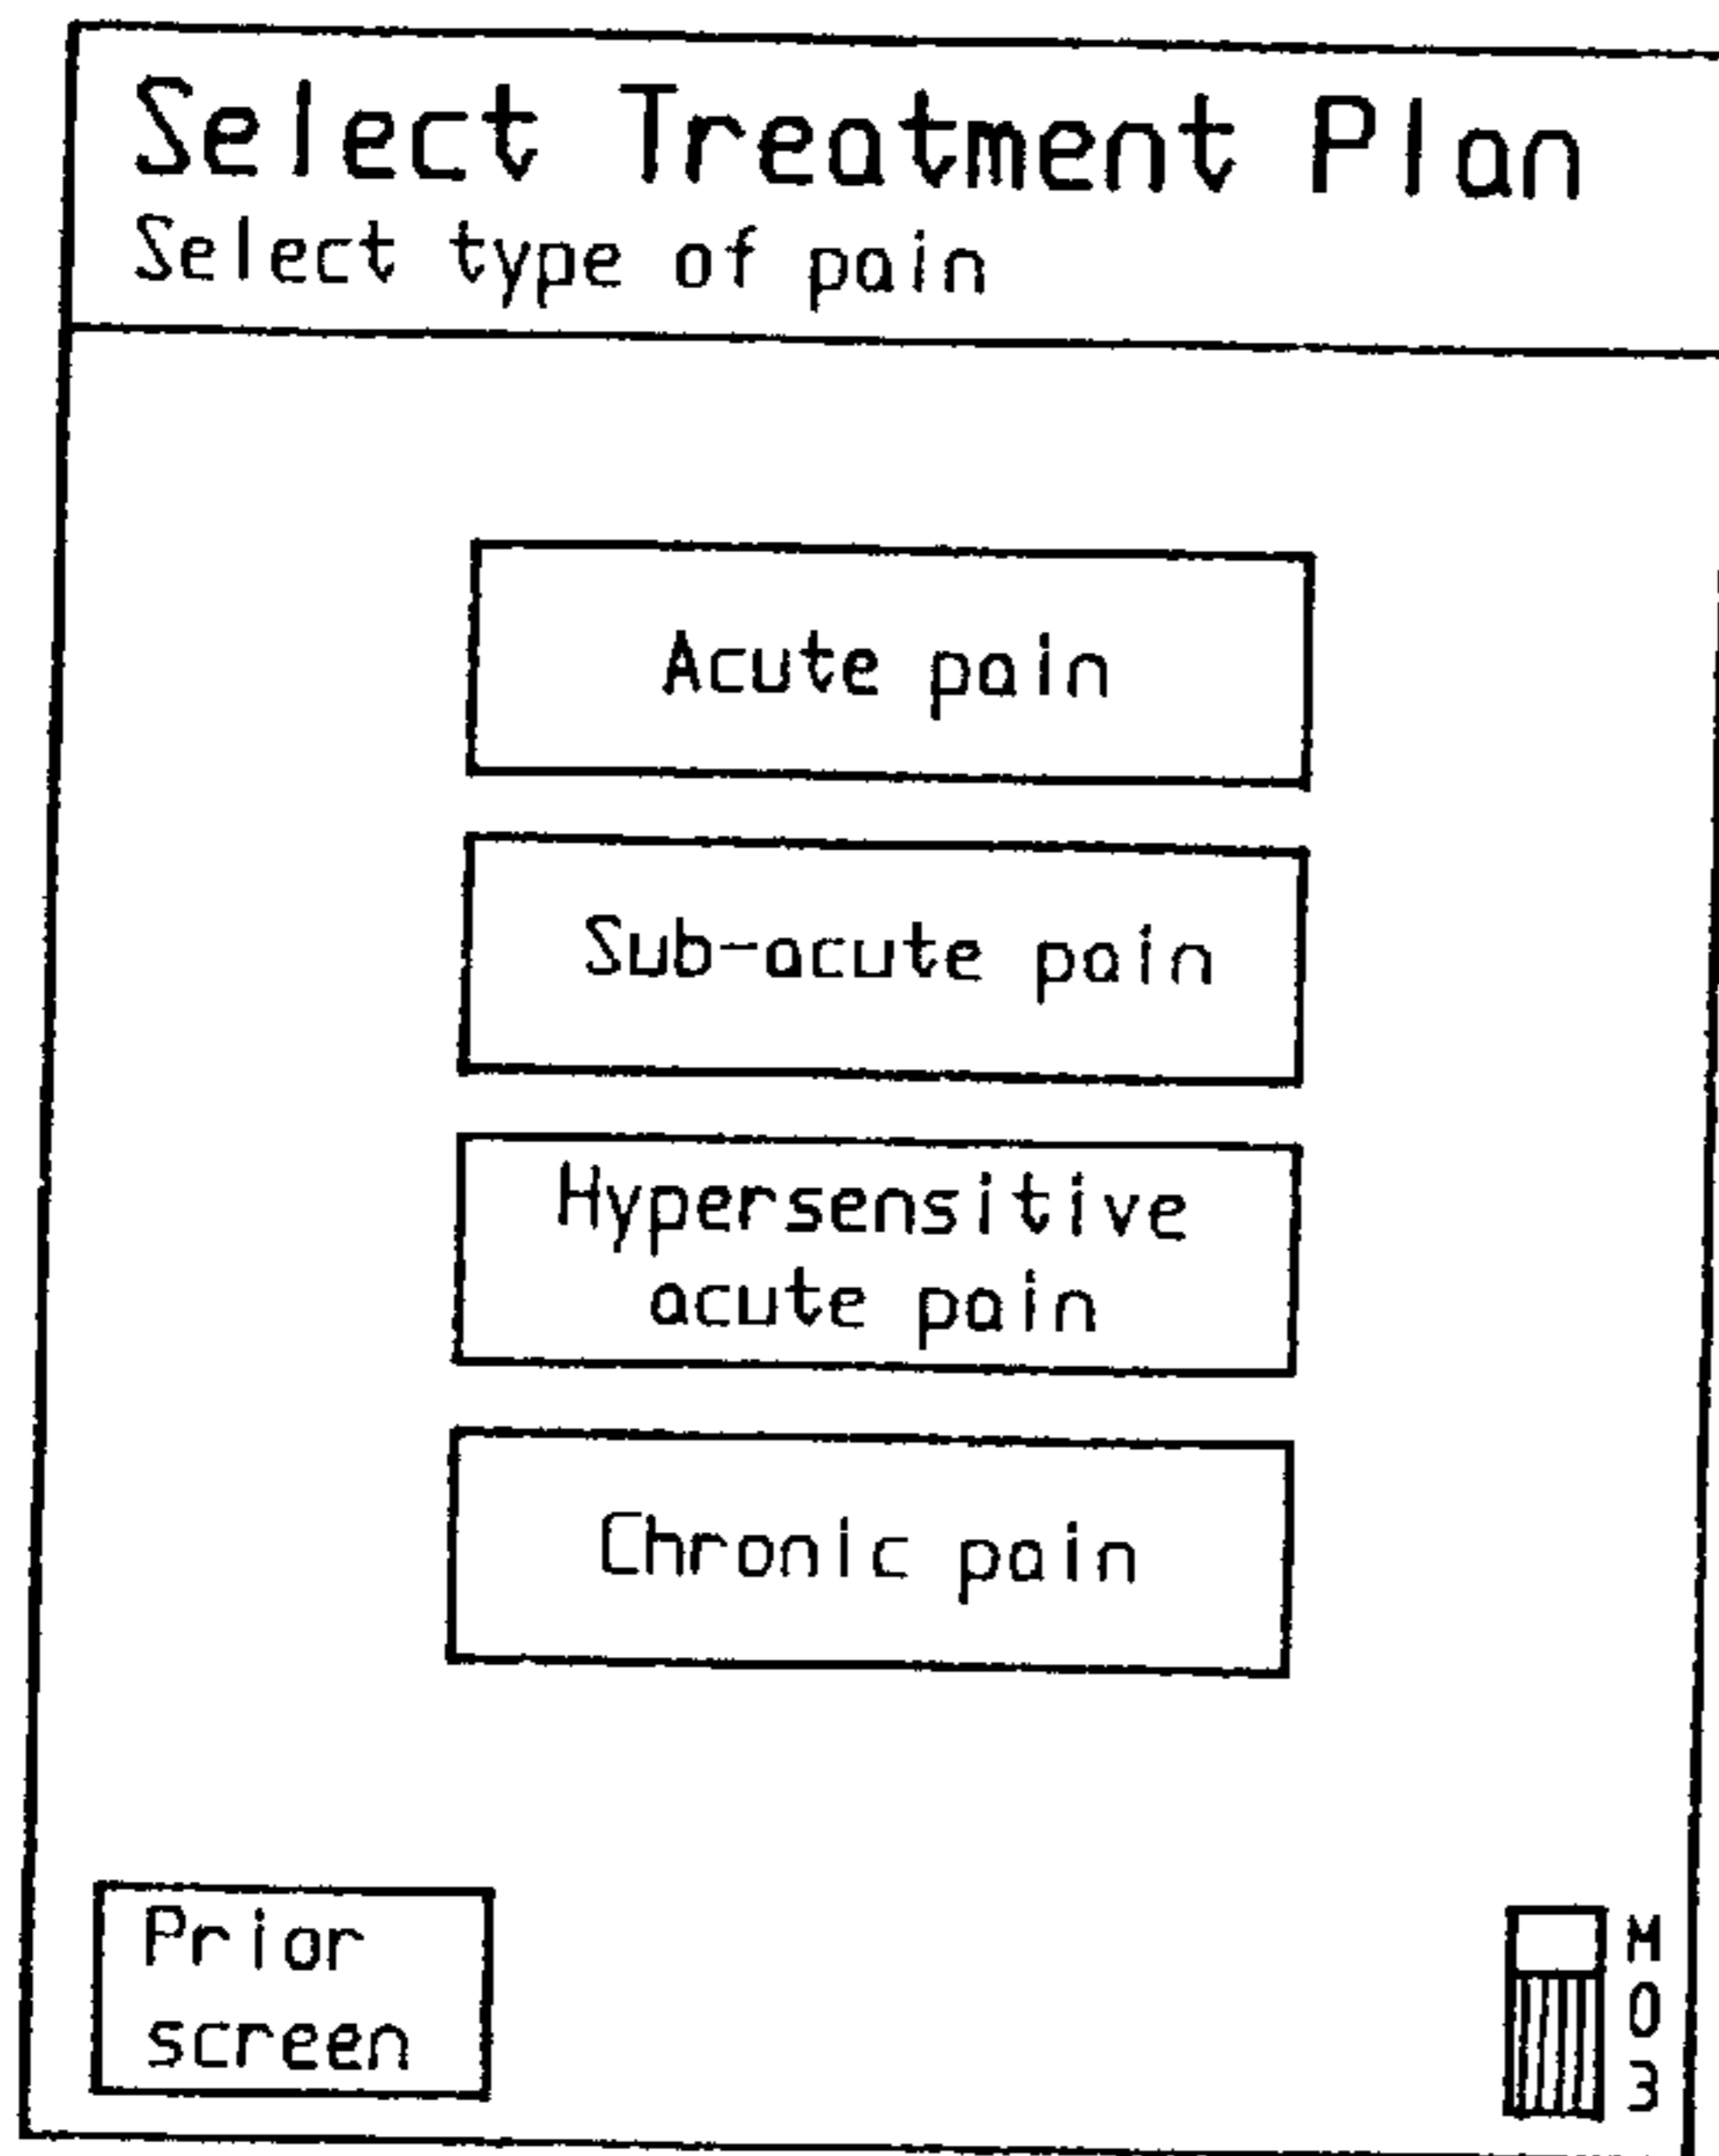 Select Treatment Plan
Select type of pain
Acute pain
Sub-acute pain
Hypersensitive
acute pain
Chronic pain
Prior
screen
M
0
3